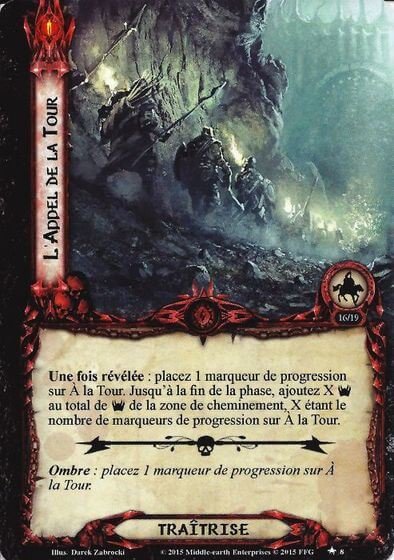 L'Appel de la Tour
16/19
Une fois révélée : placez 1 marqueur de progression
sur À la Tour. Jusqu'à la fin de la phase, ajoutez X
au total de de la zone de cheminement, X étant le
nombre de marqueurs de progression sur À la Tour.
Ombre : placez 1 marqueur de progression sur À
la Tour.
TRAÎTRISE
Illus. Darek Zabrocki © 2015 Middle-earth Enterprises © 2015 FFG 8